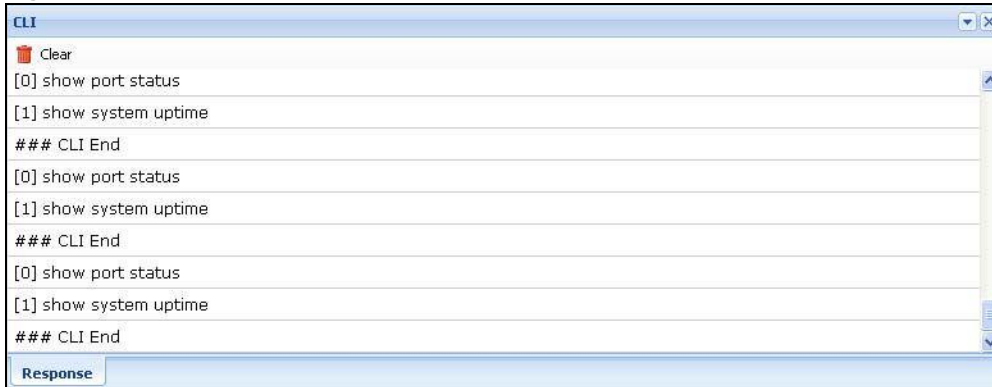 CLI
Clear
[0] show port status
[1] show system uptime
### CLI End
[0] show port status
[1] show system uptime
### CLI End
[0] show port status
[1] show system uptime
### CLI End
Response